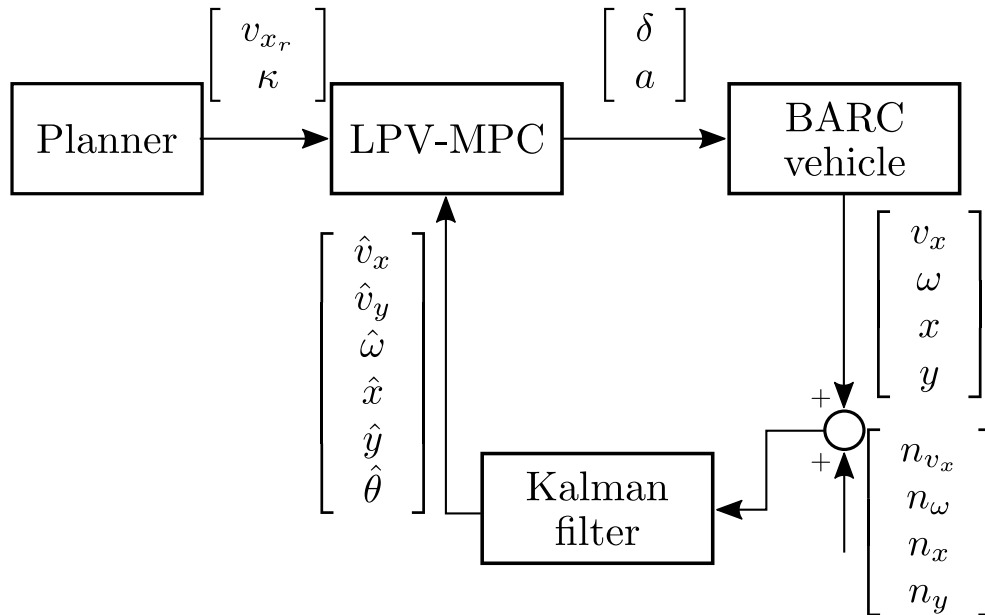 v_{x_r}
κ
δ
a
Planner
LPV-MPC
BARC
vehicle
v̂_x
v̂_y
ω̂
x̂
ŷ
θ̂
v_x
ω
x
y
+
+
n_{v_x}
n_ω
n_x
n_y
Kalman
filter